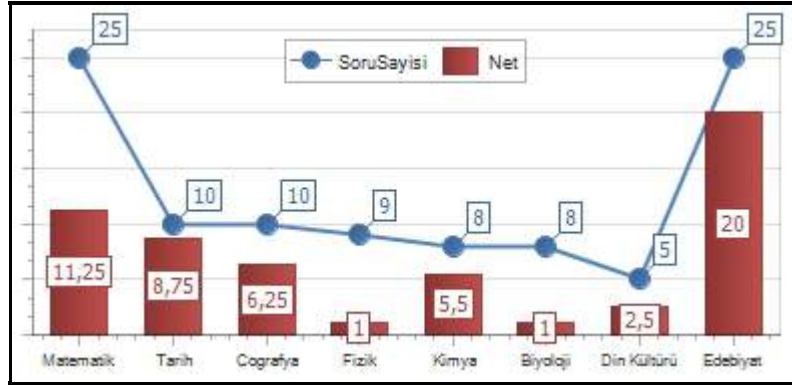 25
25
SoruSayisi
Net
10
10
9
8
8
5
11,25
8,75
6,25
1
5,5
1
2,5
20
Matematik
Tarih
Cografya
Fizik
Kimya
Biyoloji
Din Kültürü
Edebiyat